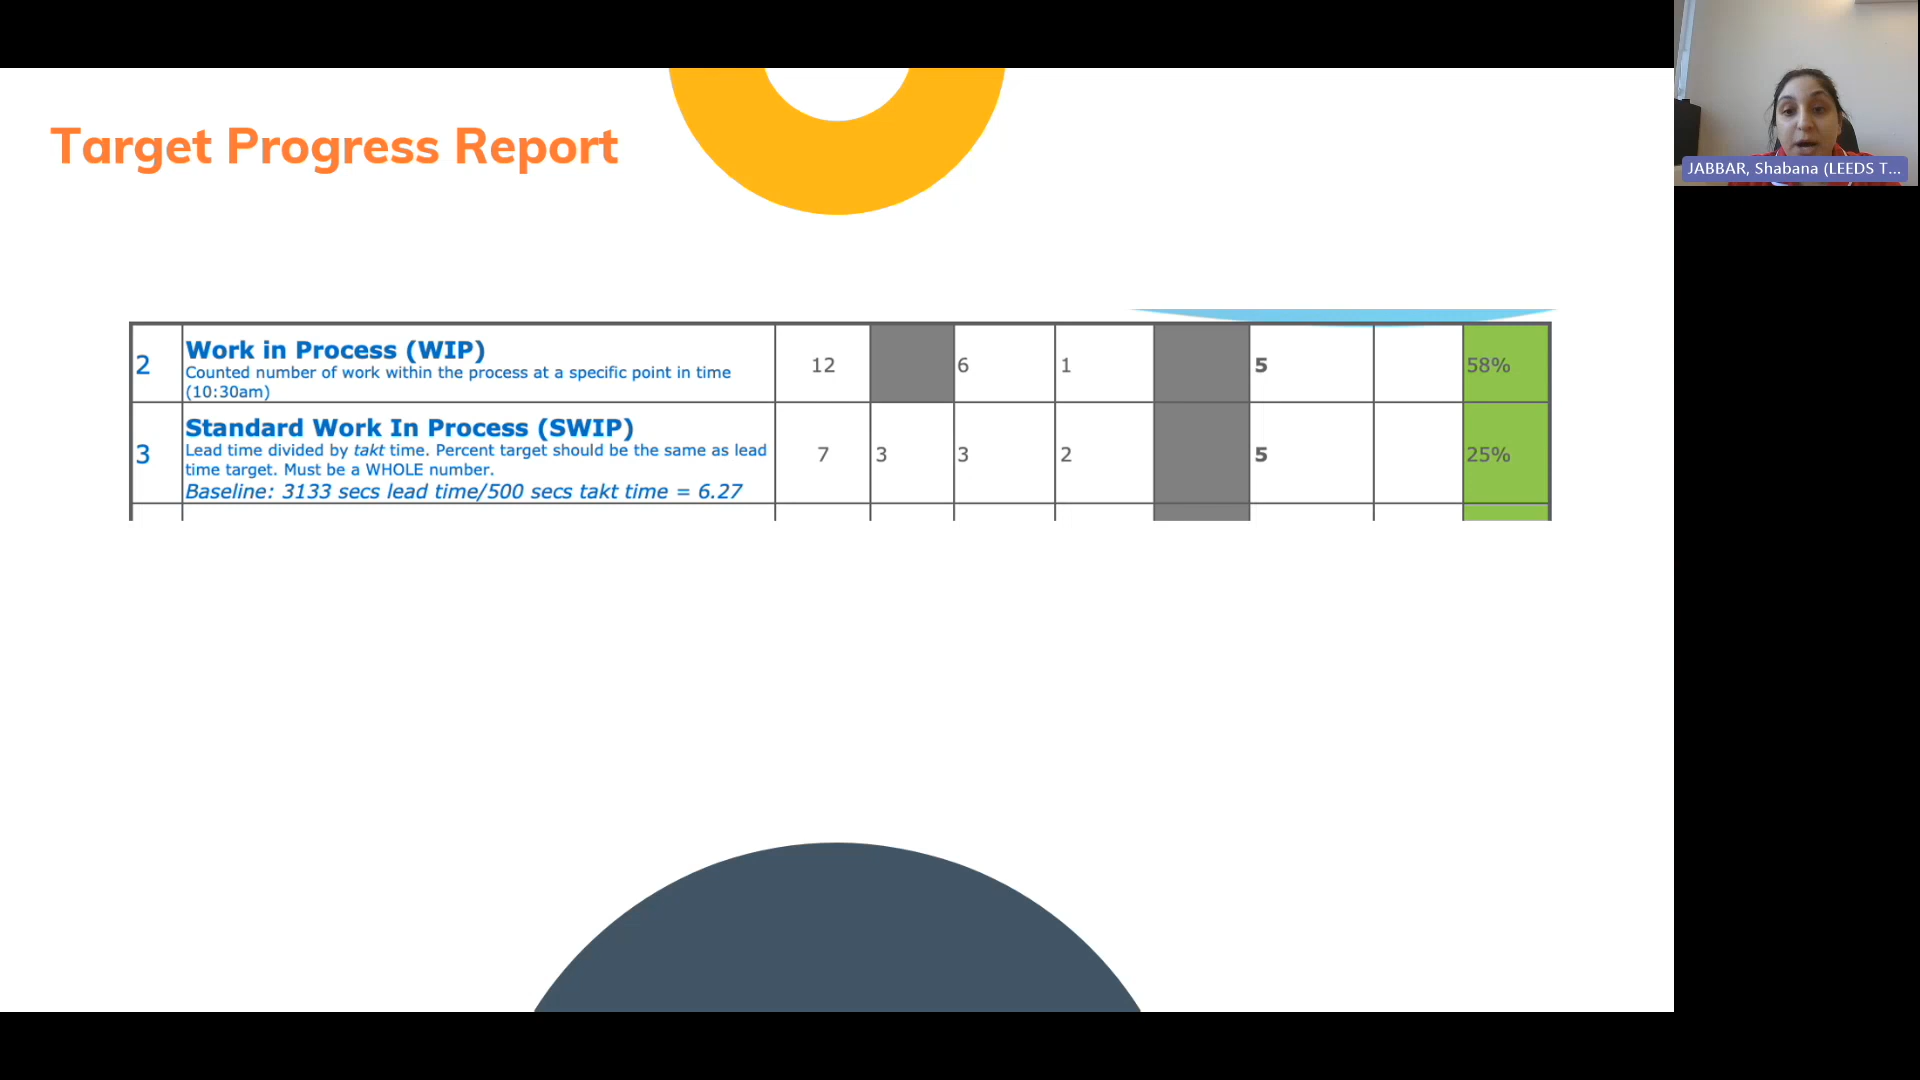 JABBAR, Shabana (LEEDS T...
Target Progress Report
2
Work in Process (WIP)
Counted number of work within the process at a specific point in time
(10:30am)
12
6
1
5
58%
3
Standard Work In Process (SWIP)
Lead time divided by takt time. Percent target should be the same as lead
time target. Must be a WHOLE number.
Baseline: 3133 secs lead time/500 secs takt time = 6.27
7
3
3
2
5
25%